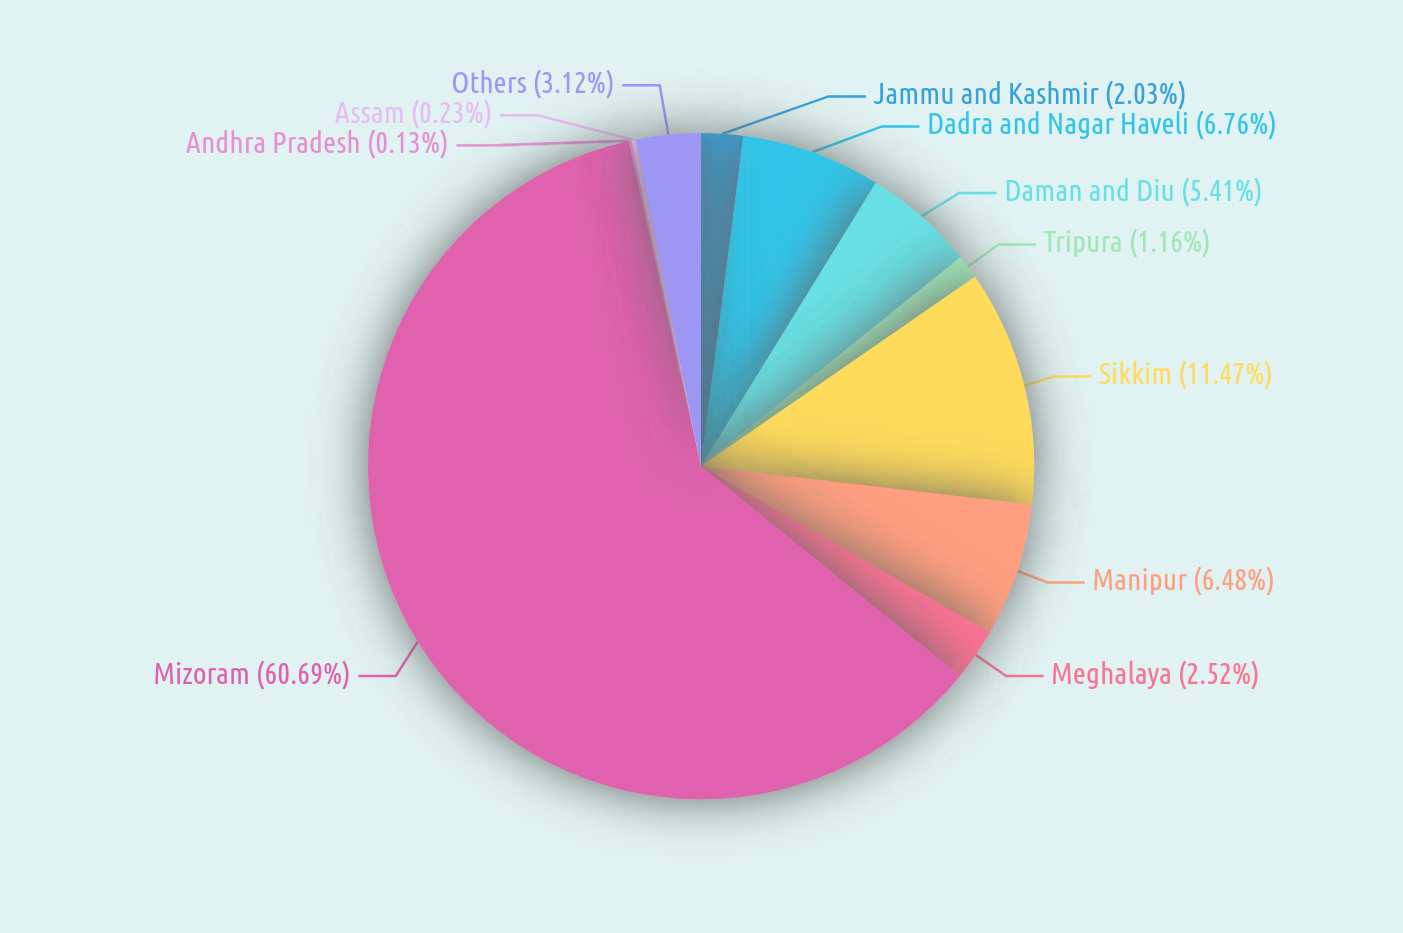 Others (3.12%)
Jammu and Kashmir (2.03%)
Assam (0.23%)
Dadra and Nagar Haveli (6.76%)
Andhra Pradesh (0.13%)
Daman and Diu (5.41%)
Tripura (1.16%)
Sikkim (11.47%)
Manipur (6.48%)
Mizoram (60.69%)
Meghalaya (2.52%)